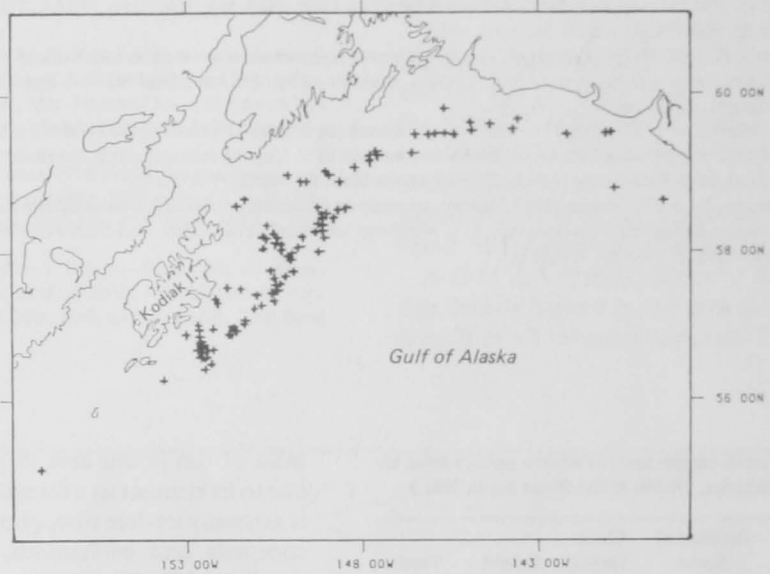 60 00N
58 00N
Kodiak I.
Gulf of Alaska
56 00N
153 00W
148 00W
143 00W